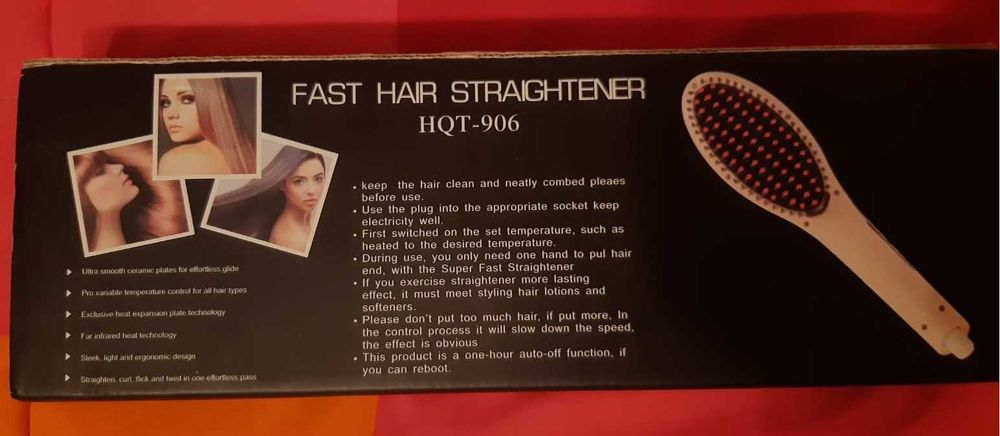 FAST HAIR STRAIGHTENER
HQT-906
keep the hair clean and neatly combed pleaes
before use.
Use the plug into the appropriate socket keep
electricity well.
First switched on the set temperature, such as
heated to the desired temperature.
During use, you only need one hand to pul hair
end, with the Super Fast Straightener
If you exercise straightener more lasting
effect, it must meet styling hair lotions and
softeners.
Please don't put too much hair, if put more, In
the control process it will slow down the speed,
the effect is obvious
This product is a one-hour auto-off function, if
you can reboot.
Ultra smooth ceramic plates for effortless glide
Pro variable temperature control for all hair types
Exclusive heat expansion plate technology
Far infrared heat technology
Sleek, light and ergonomic design
Straighten, curl, flick and twist in one effortless pass